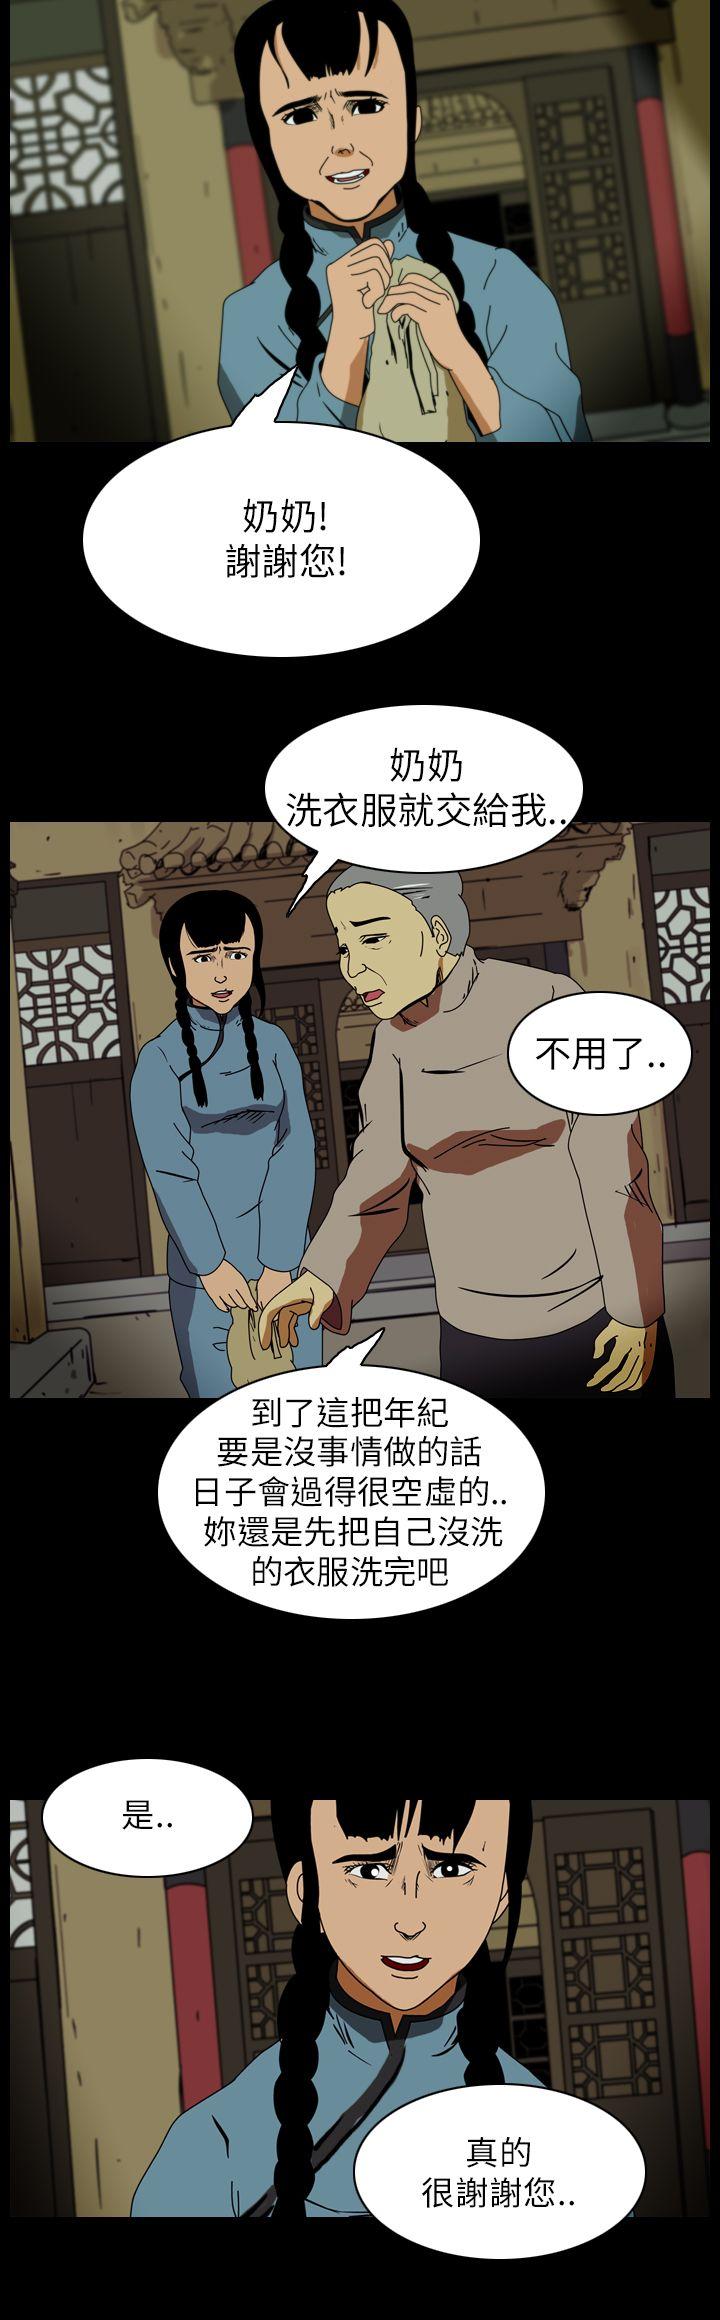 奶奶!
謝謝您!
奶奶
洗衣服就交給我..
不用了..
到了這把年紀
要是沒事情做的話
日子會過得很空虛的..
妳還是先把自己沒洗
的衣服洗完吧
是..
真的
很謝謝您..